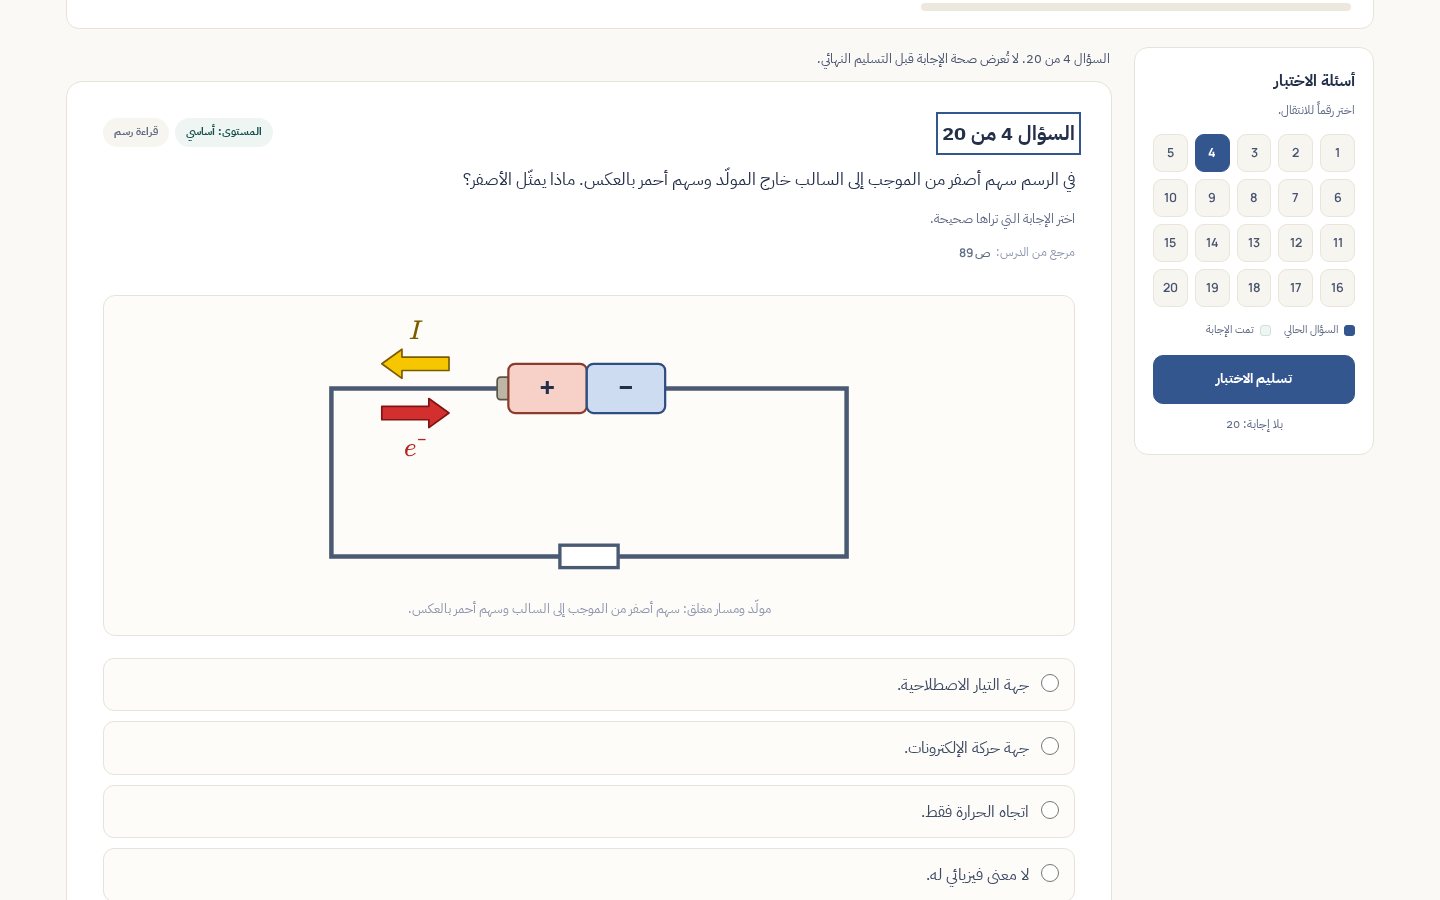 السؤال 4 من 20. لا تُعرض صحة الإجابة قبل التسليم النهائي.
أسئلة الاختبار
اختر رقماً للانتقال.
1 2 3 4 5
6 7 8 9 10
11 12 13 14 15
16 17 18 19 20
السؤال الحالي تمت الإجابة
تسليم الاختبار
بلا إجابة: 20
السؤال 4 من 20
المستوى: أساسي قراءة رسم
في الرسم سهم أصفر من الموجب إلى السالب خارج المولّد وسهم أحمر بالعكس. ماذا يمثّل الأصفر؟
اختر الإجابة التي تراها صحيحة.
مرجع من الدرس: ص 89
I
+ −
e⁻
مولّد ومسار مغلق: سهم أصفر من الموجب إلى السالب وسهم أحمر بالعكس.
جهة التيار الاصطلاحية.
جهة حركة الإلكترونات.
اتجاه الحرارة فقط.
لا معنى فيزيائي له.